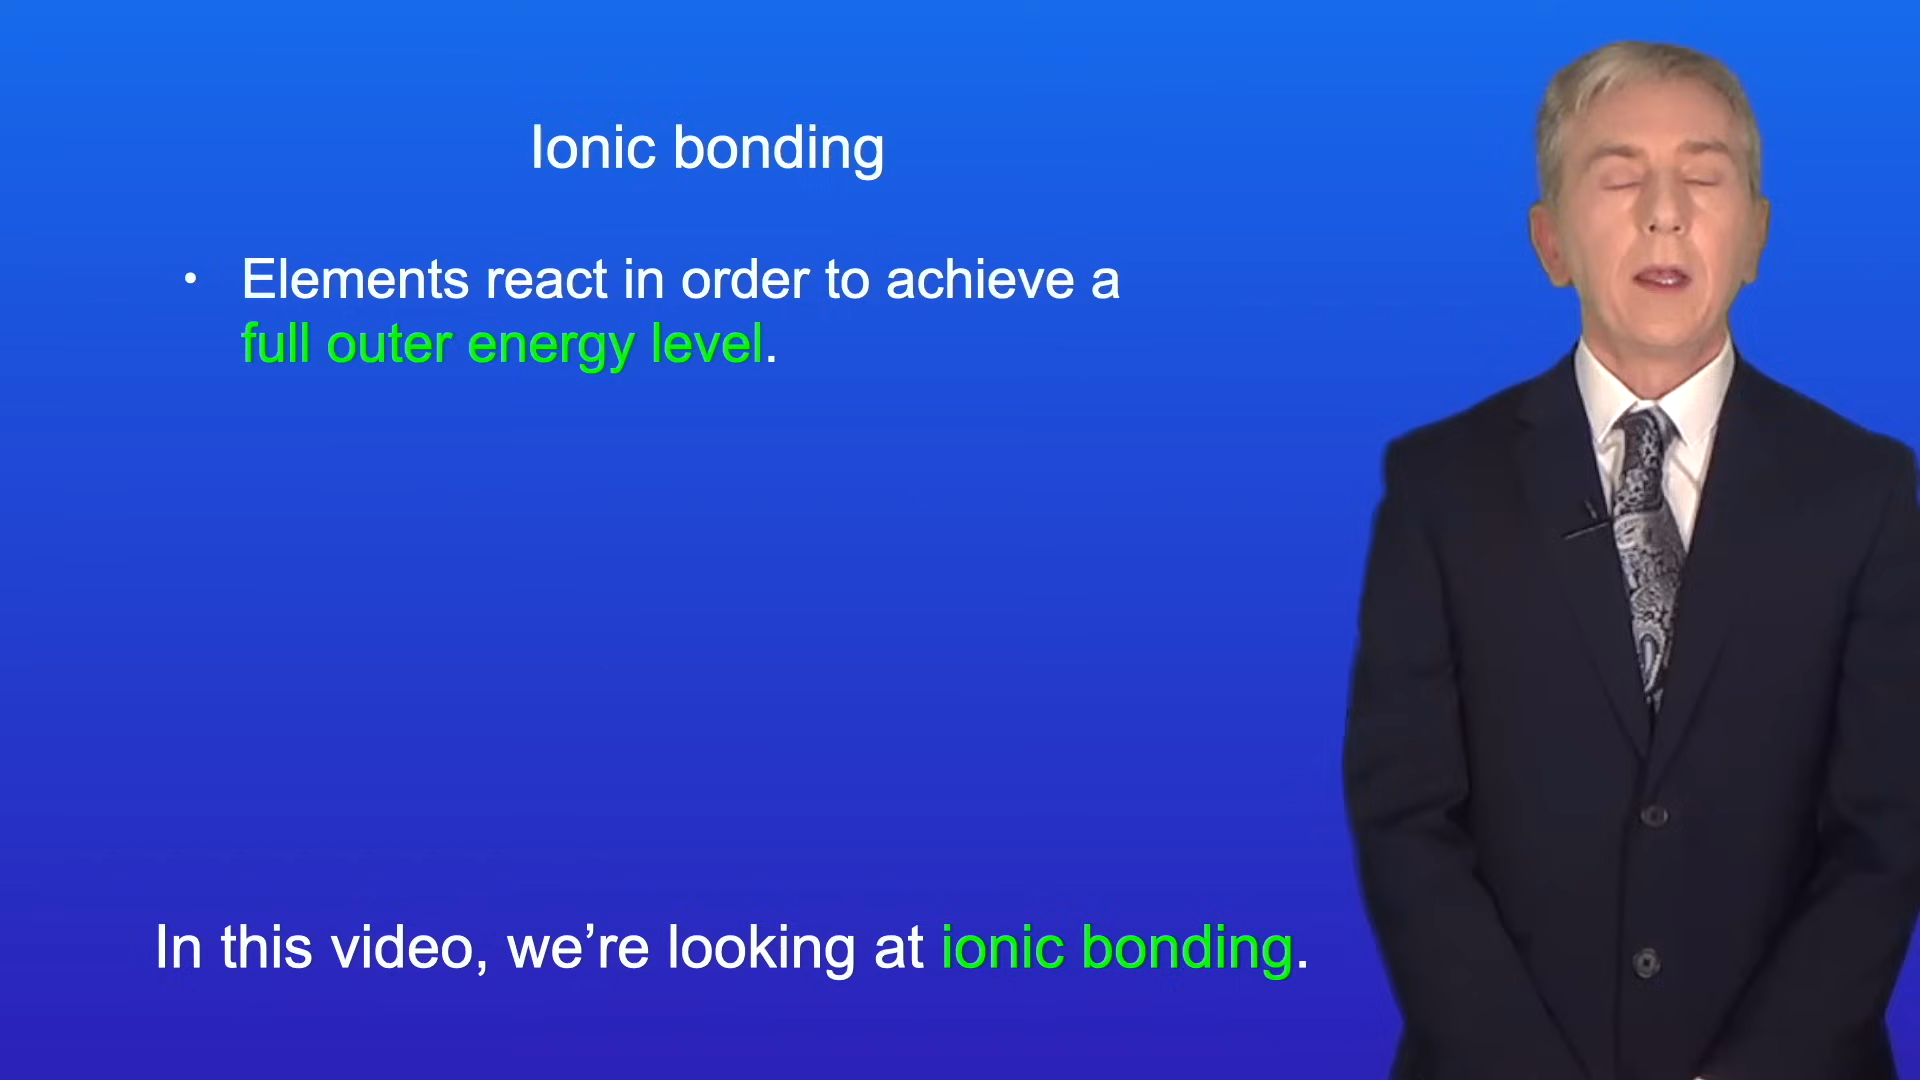 Ionic bonding
• Elements react in order to achieve a
full outer energy level.
In this video, we’re looking at ionic bonding.